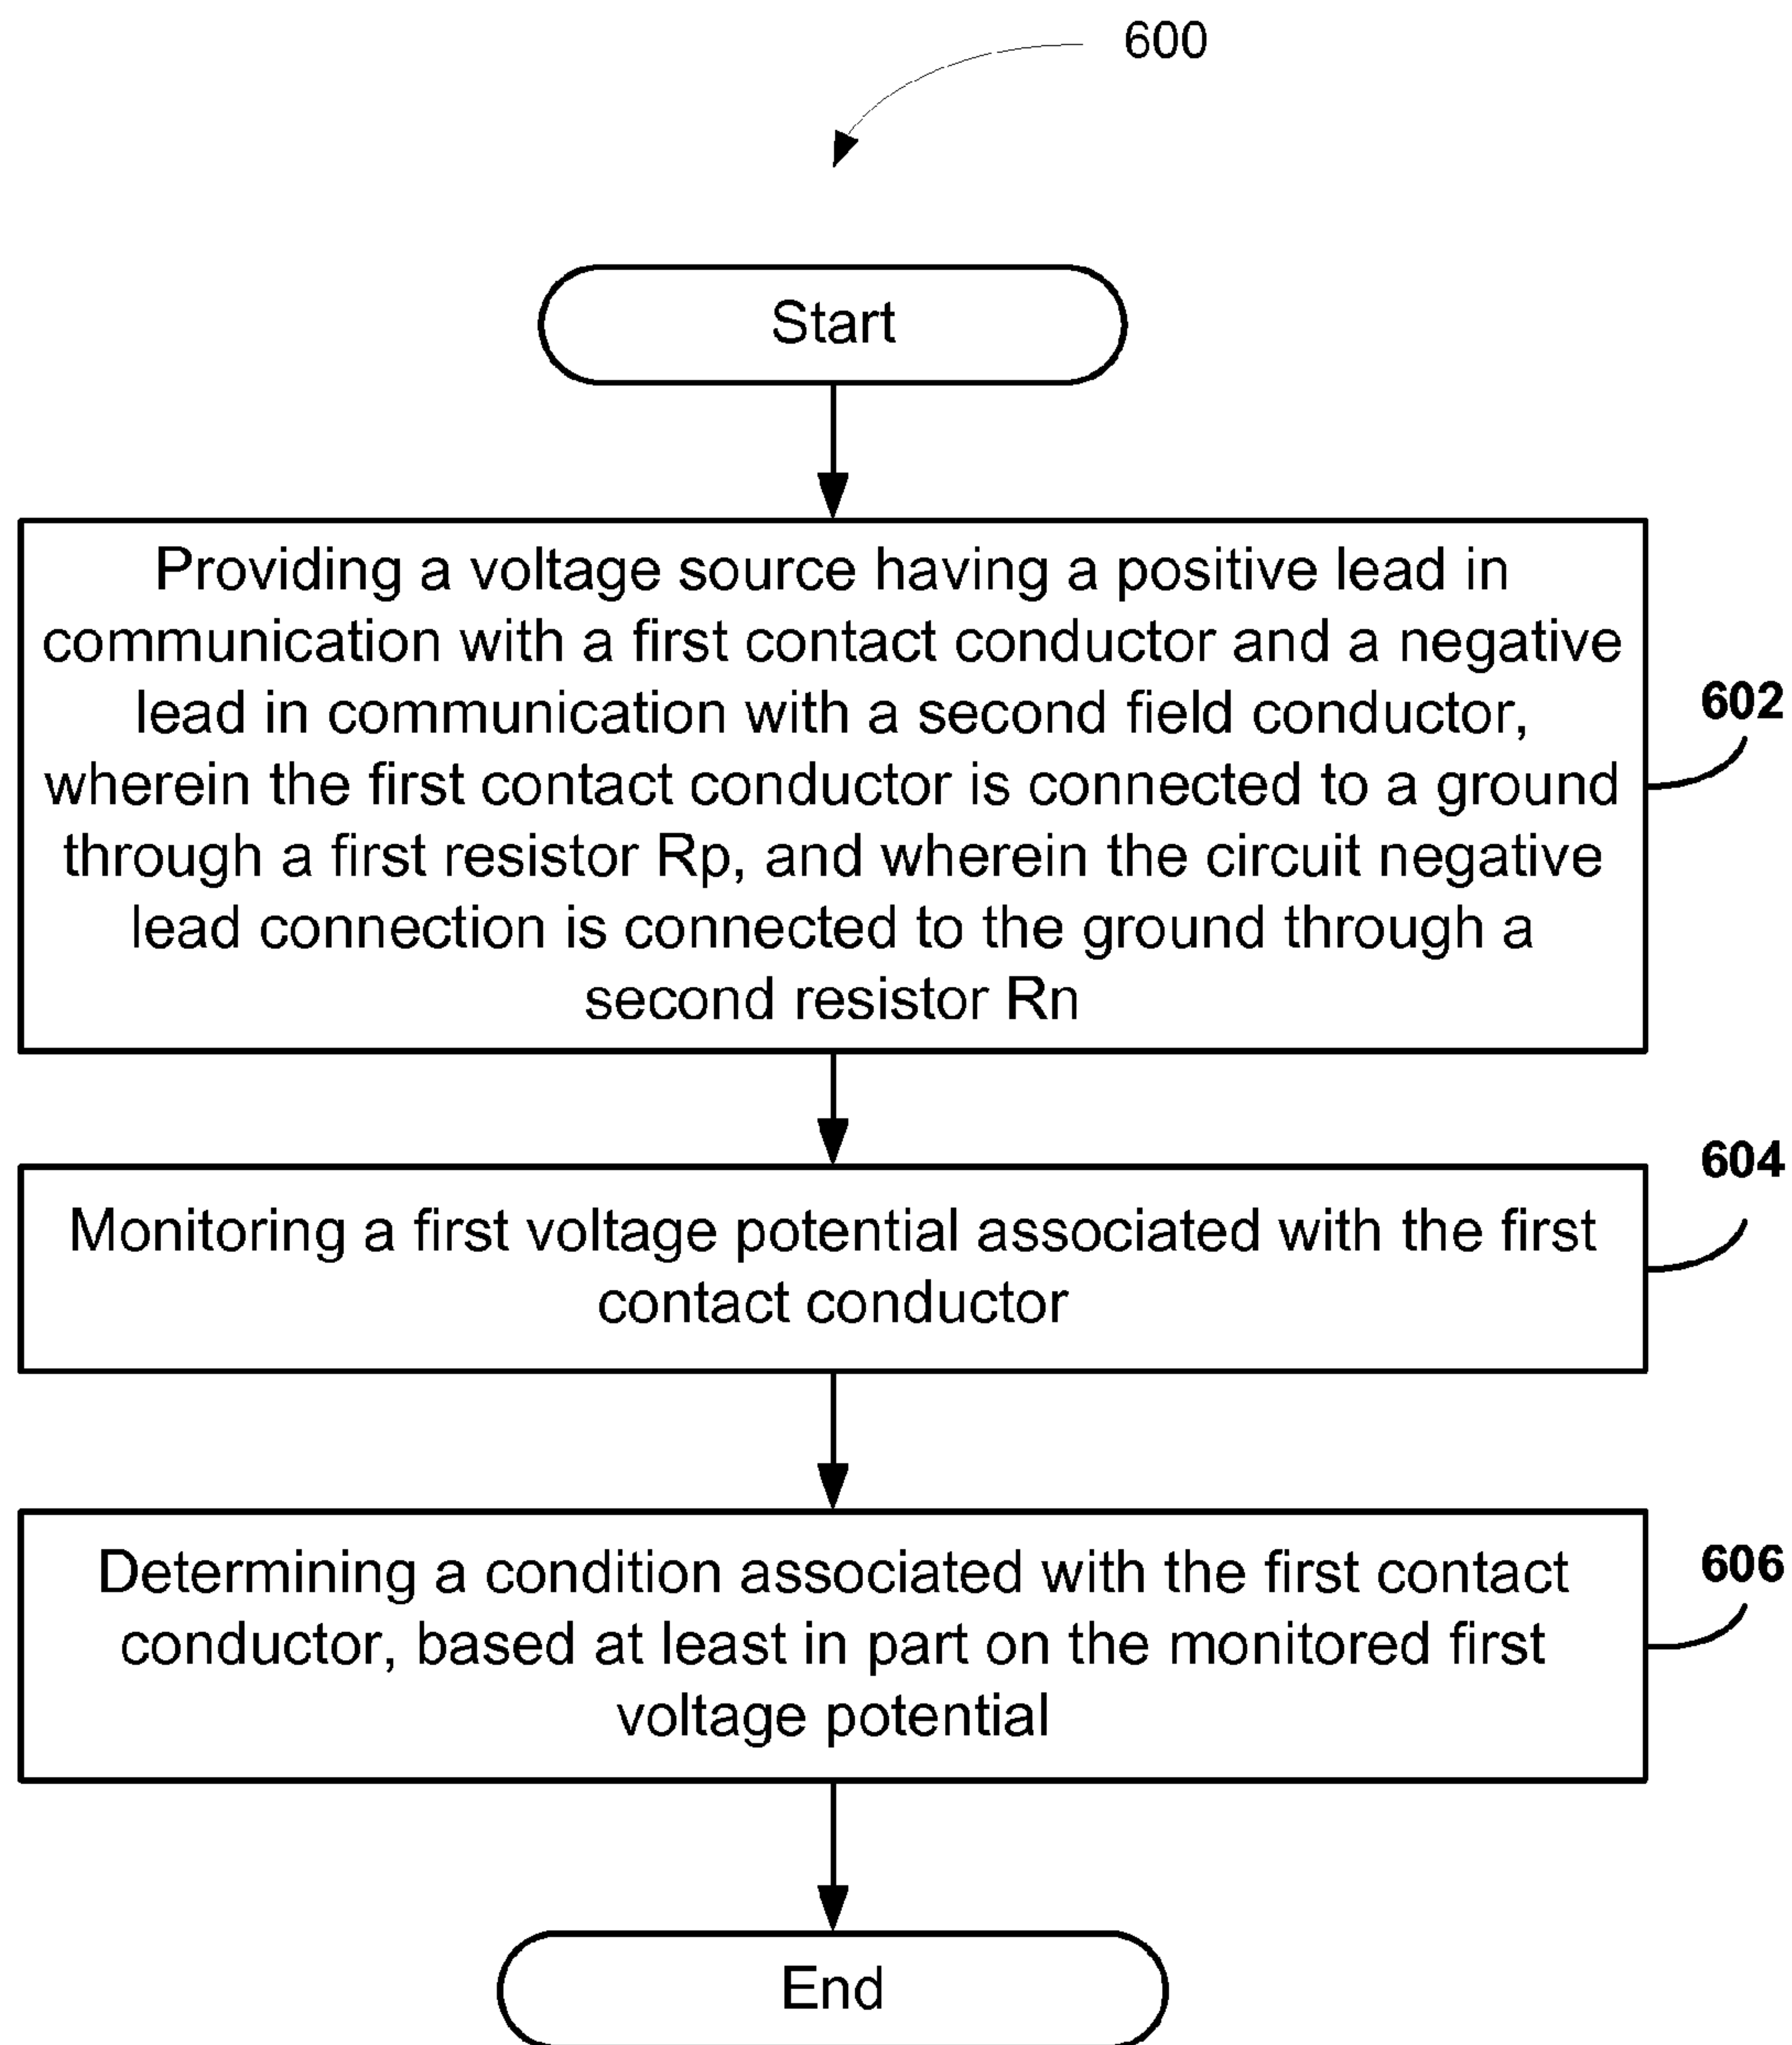 600
Start
Providing a voltage source having a positive lead in
communication with a first contact conductor and a negative
lead in communication with a second field conductor,
wherein the first contact conductor is connected to a ground
through a first resistor Rp, and wherein the circuit negative
lead connection is connected to the ground through a
second resistor Rn
602
Monitoring a first voltage potential associated with the first
contact conductor
604
Determining a condition associated with the first contact
conductor, based at least in part on the monitored first
voltage potential
606
End